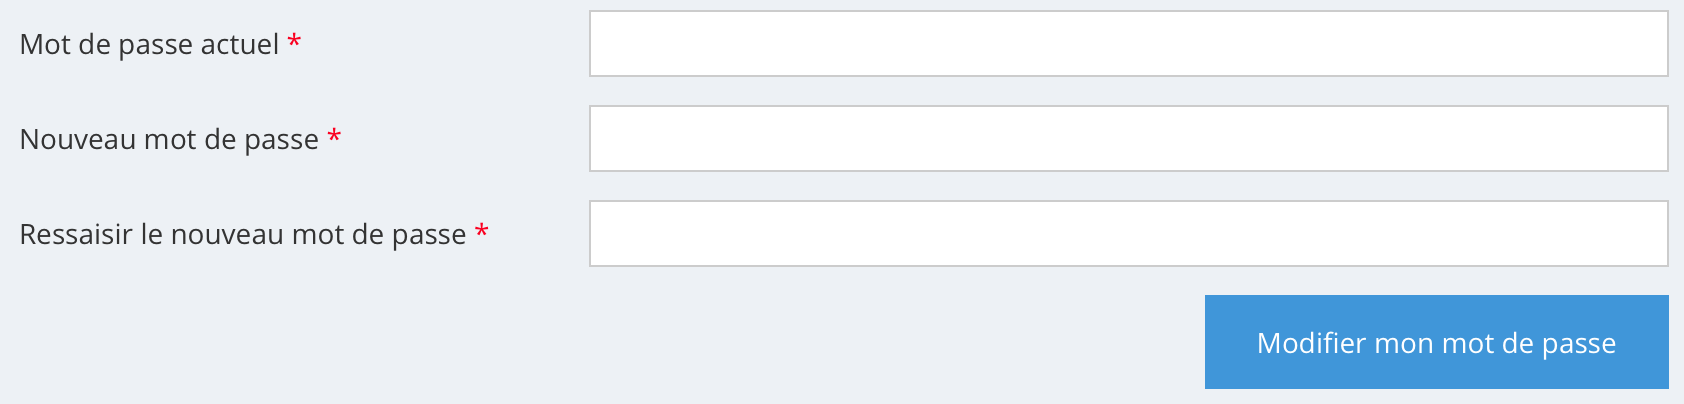 Mot de passe actuel *
Nouveau mot de passe *
Ressaisir le nouveau mot de passe *
Modifier mon mot de passe